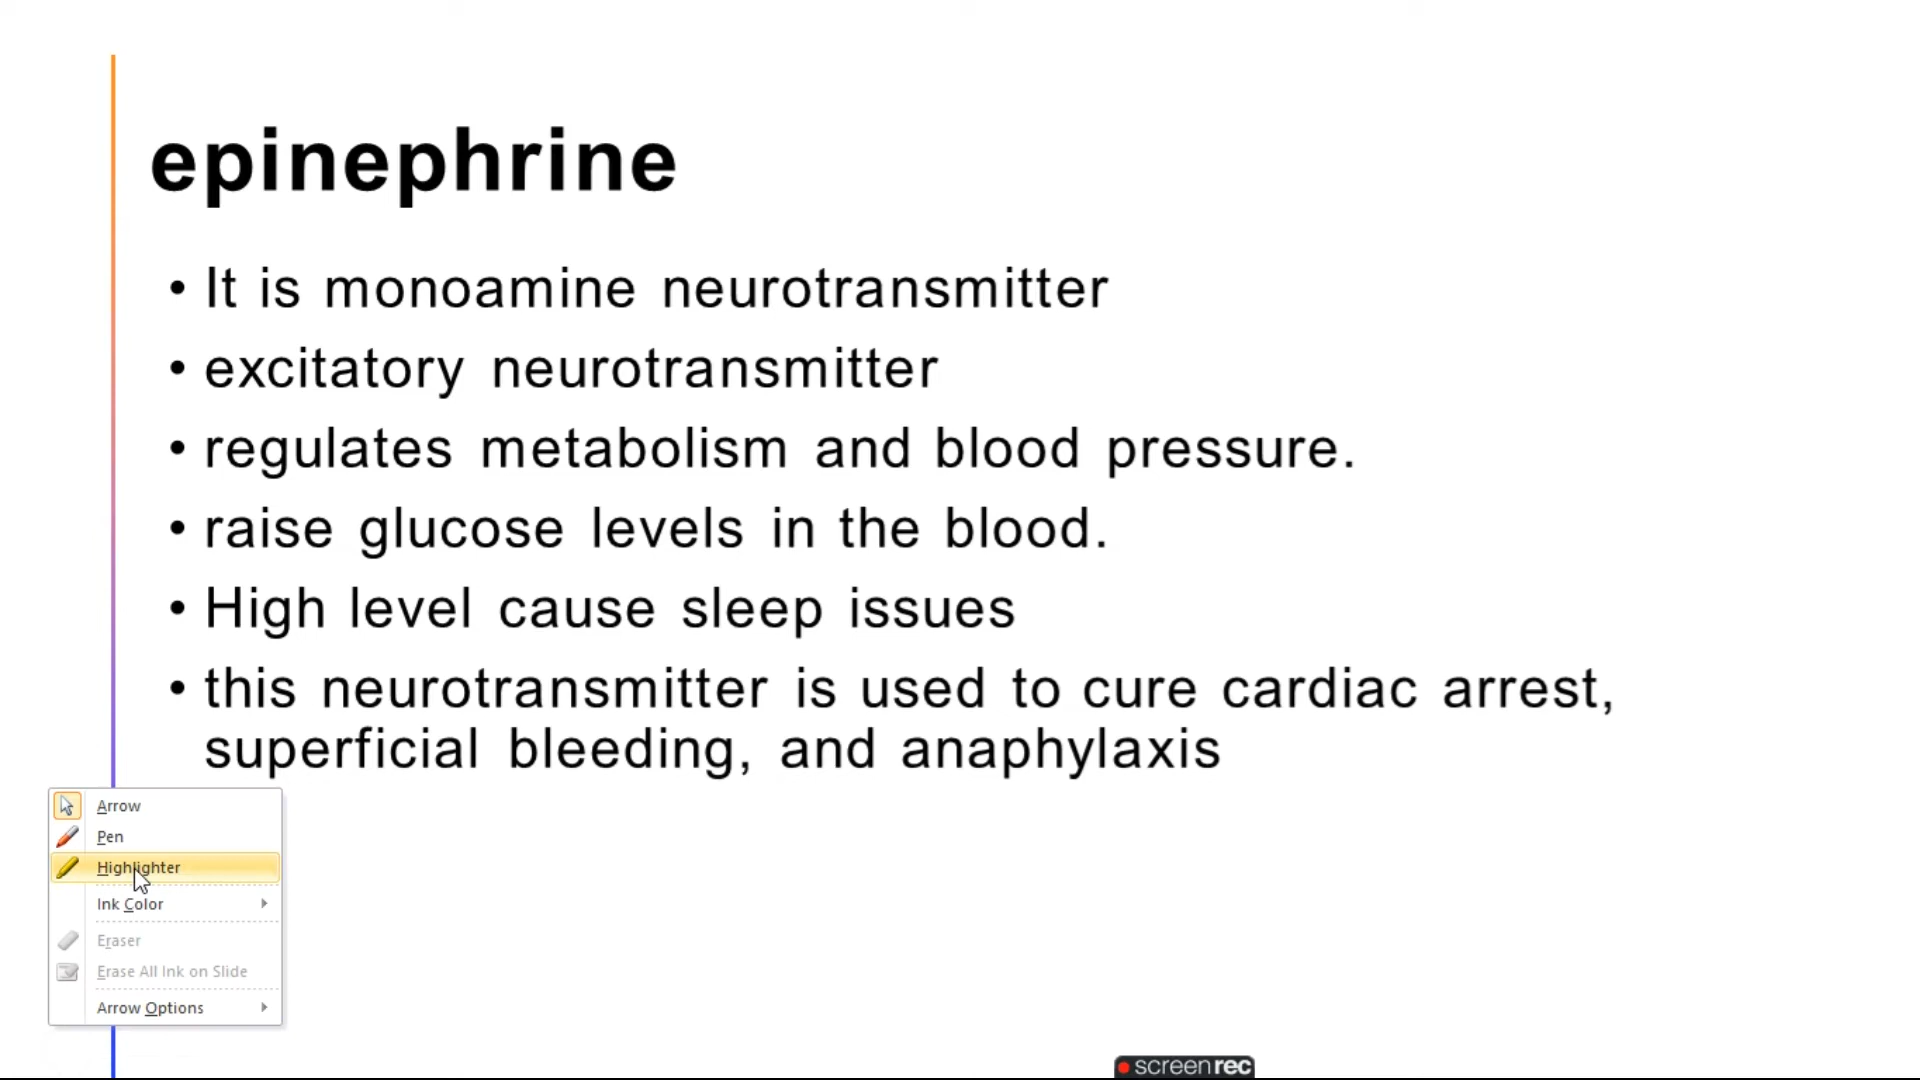 epinephrine
• It is monoamine neurotransmitter
• excitatory neurotransmitter
• regulates metabolism and blood pressure.
• raise glucose levels in the blood.
• High level cause sleep issues
• this neurotransmitter is used to cure cardiac arrest,
superficial bleeding, and anaphylaxis
Arrow
Pen
Highlighter
Ink Color
Eraser
Erase All Ink on Slide
Arrow Options
screenrec